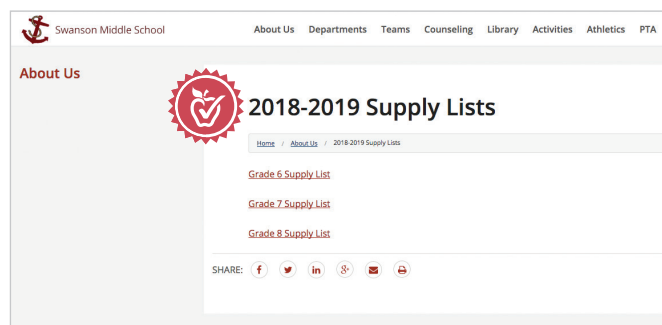 Swanson Middle School
About Us Departments Teams Counseling Library Activities Athletics PTA
About Us
2018-2019 Supply Lists
Home / About Us / 2018-2019 Supply Lists
Grade 6 Supply List
Grade 7 Supply List
Grade 8 Supply List
SHARE: f in g+